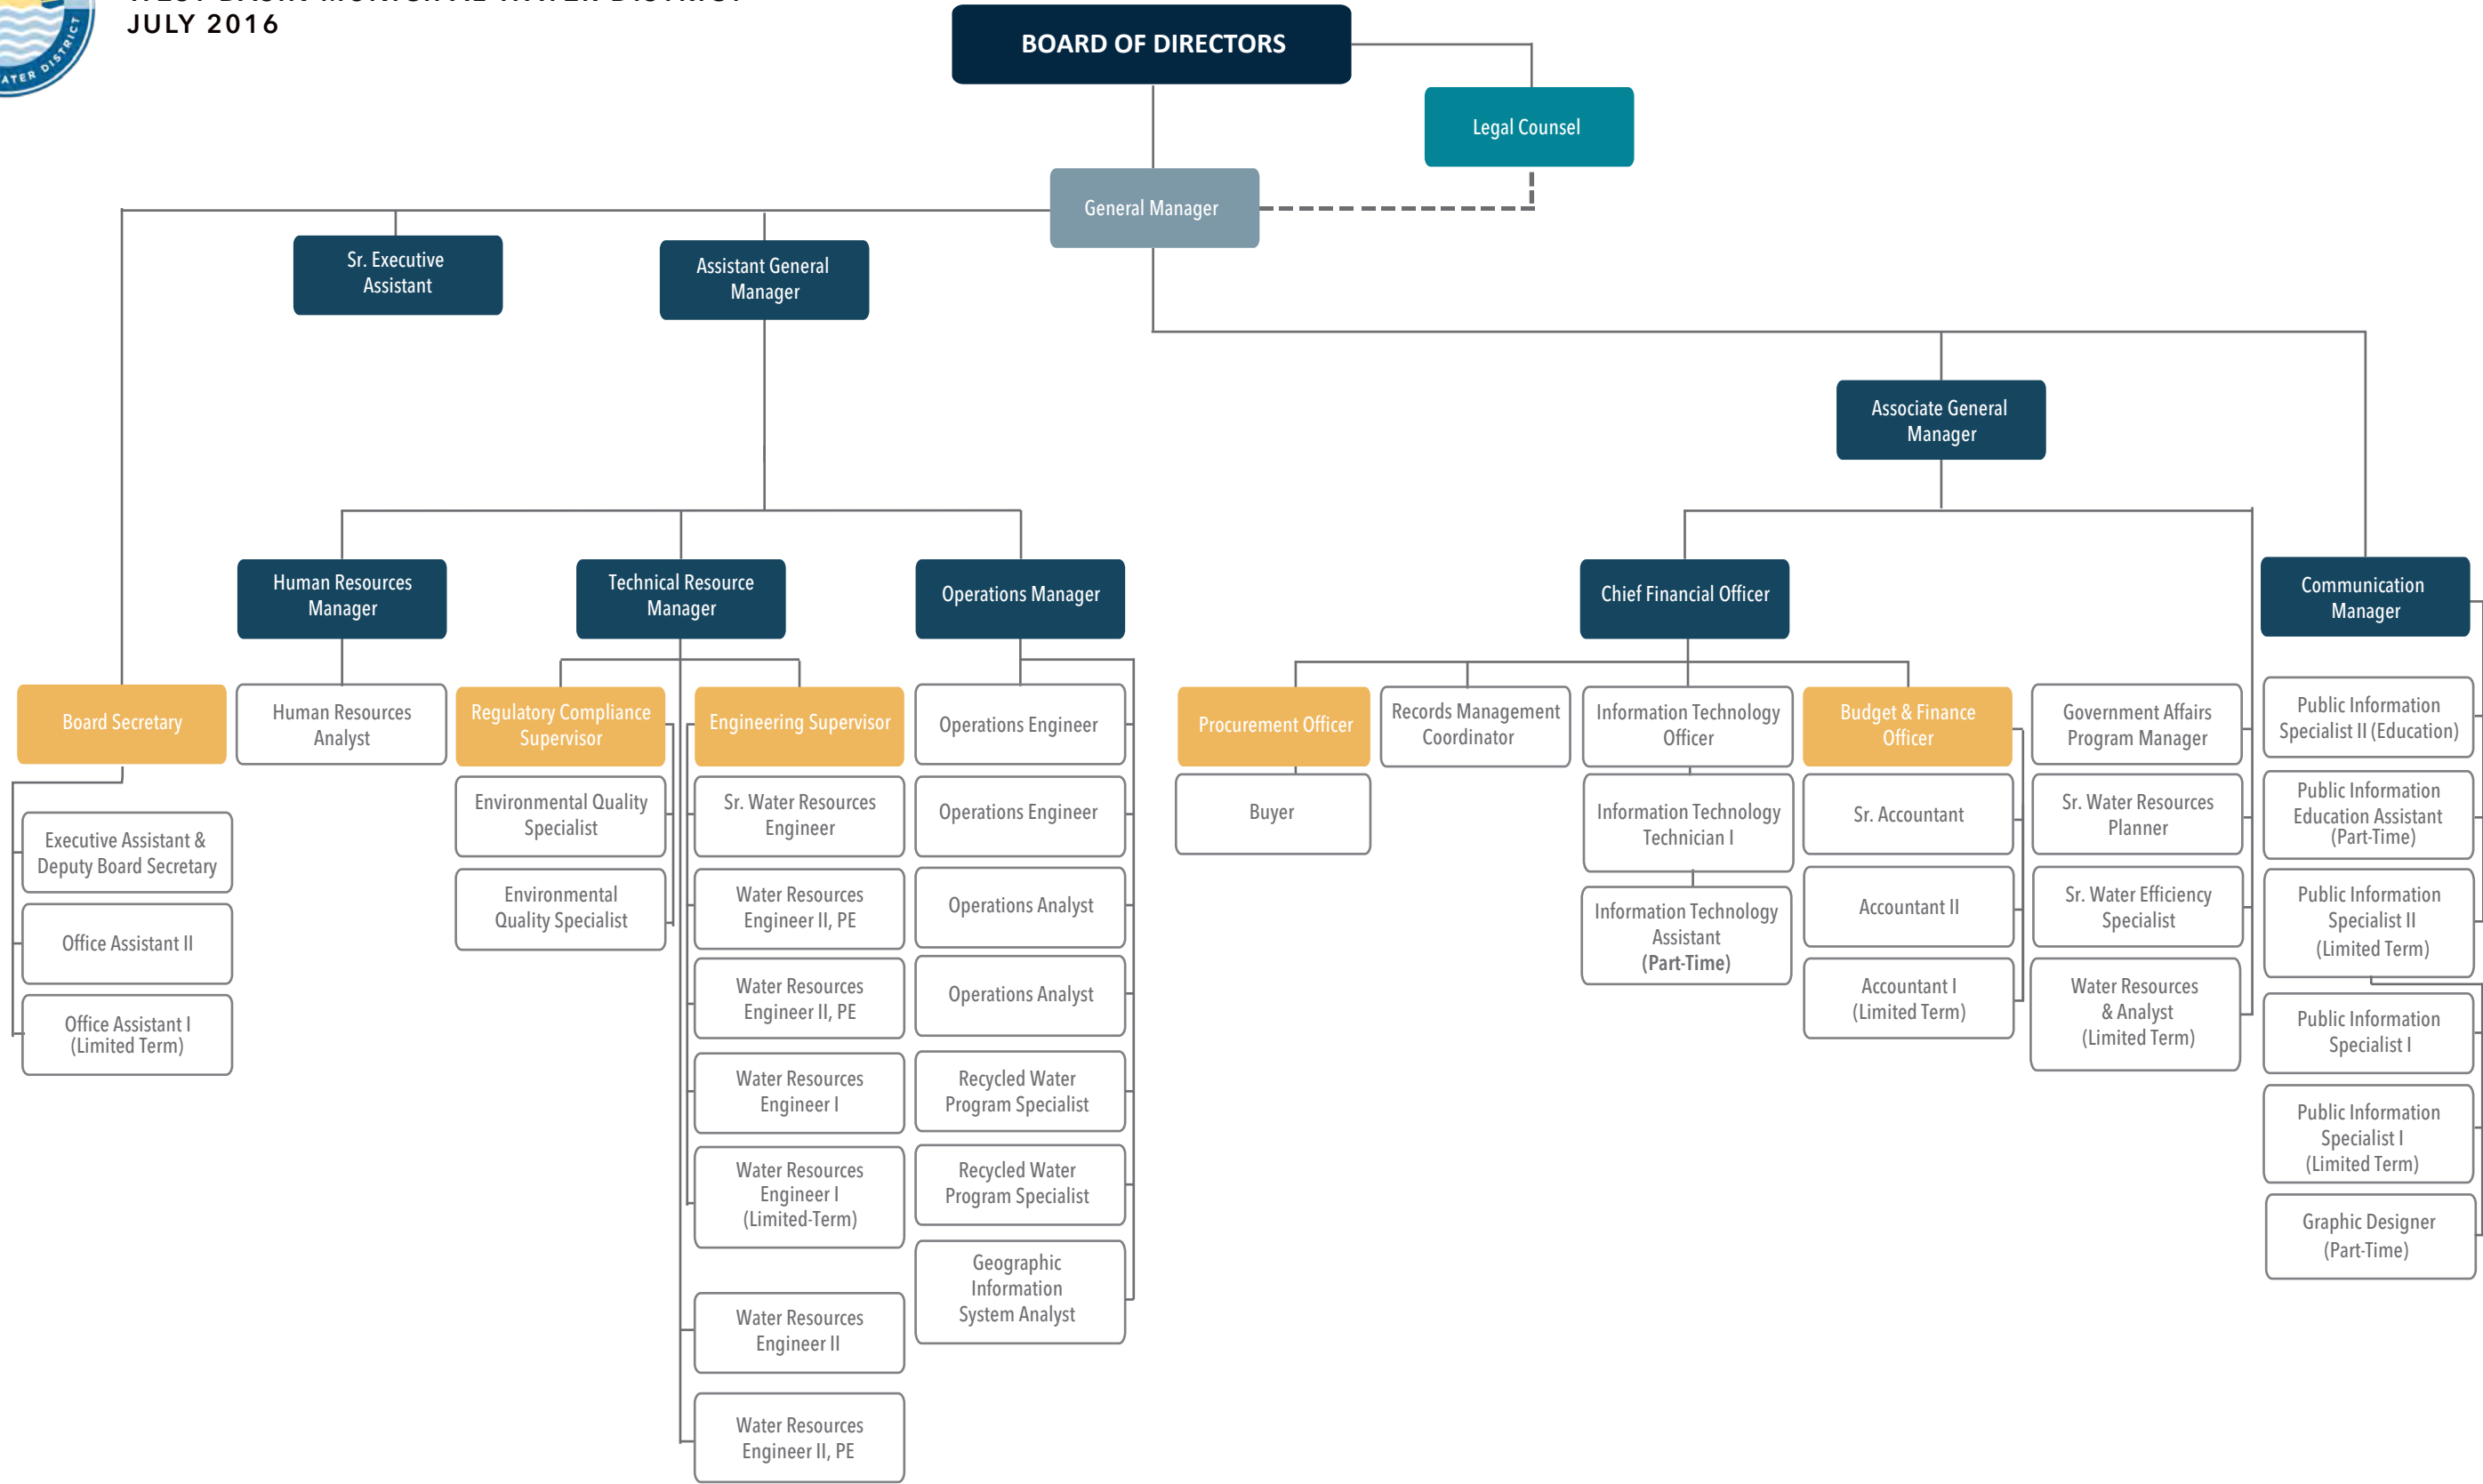 WEST BASIN MUNICIPAL WATER DISTRICT
JULY 2016
WATER DISTRICT
BOARD OF DIRECTORS
Legal Counsel
General Manager
Sr. Executive
Assistant
Assistant General
Manager
Associate General
Manager
Human Resources
Manager
Technical Resource
Manager
Operations Manager
Chief Financial Officer
Communication
Manager
Board Secretary
Executive Assistant &
Deputy Board Secretary
Office Assistant II
Office Assistant I
(Limited Term)
Human Resources
Analyst
Regulatory Compliance
Supervisor
Environmental Quality
Specialist
Environmental
Quality Specialist
Engineering Supervisor
Sr. Water Resources
Engineer
Water Resources
Engineer II, PE
Water Resources
Engineer II, PE
Water Resources
Engineer I
Water Resources
Engineer I
(Limited-Term)
Water Resources
Engineer II
Water Resources
Engineer II, PE
Operations Engineer
Operations Engineer
Operations Analyst
Operations Analyst
Recycled Water
Program Specialist
Recycled Water
Program Specialist
Geographic
Information
System Analyst
Procurement Officer
Buyer
Records Management
Coordinator
Information Technology
Officer
Information Technology
Technician I
Information Technology
Assistant
(Part-Time)
Budget & Finance
Officer
Sr. Accountant
Accountant II
Accountant I
(Limited Term)
Government Affairs
Program Manager
Sr. Water Resources
Planner
Sr. Water Efficiency
Specialist
Water Resources
& Analyst
(Limited Term)
Public Information
Specialist II (Education)
Public Information
Education Assistant
(Part-Time)
Public Information
Specialist II
(Limited Term)
Public Information
Specialist I
Public Information
Specialist I
(Limited Term)
Graphic Designer
(Part-Time)